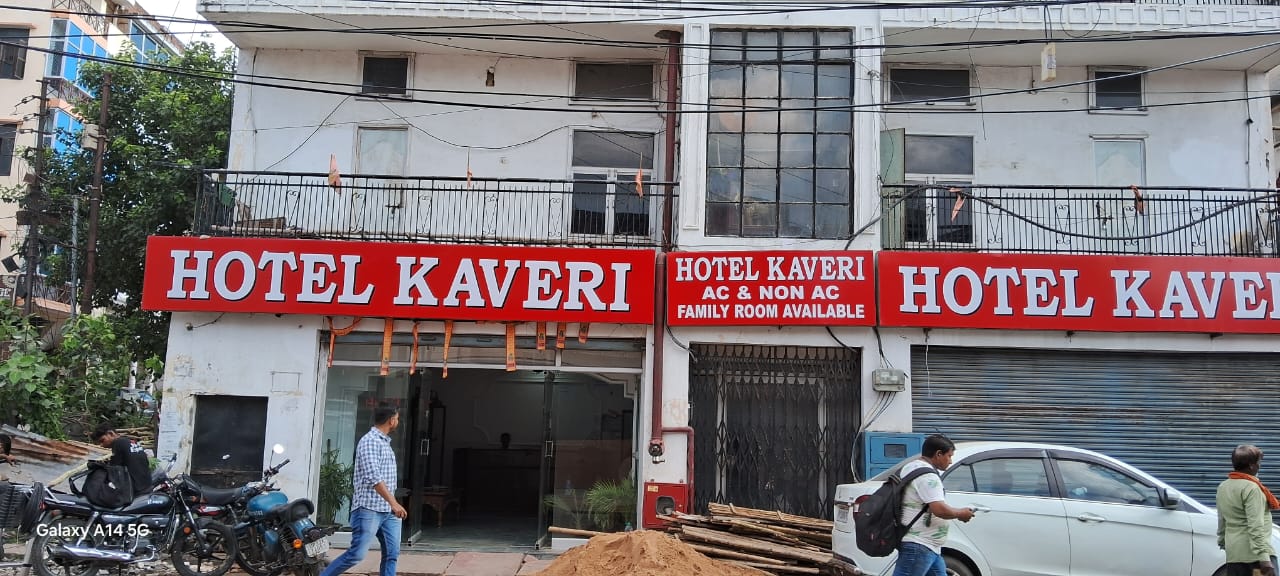 HOTEL KAVERI
HOTEL KAVERI
AC & NON AC
FAMILY ROOM AVAILABLE
HOTEL KAVERI
Galaxy A14 5G